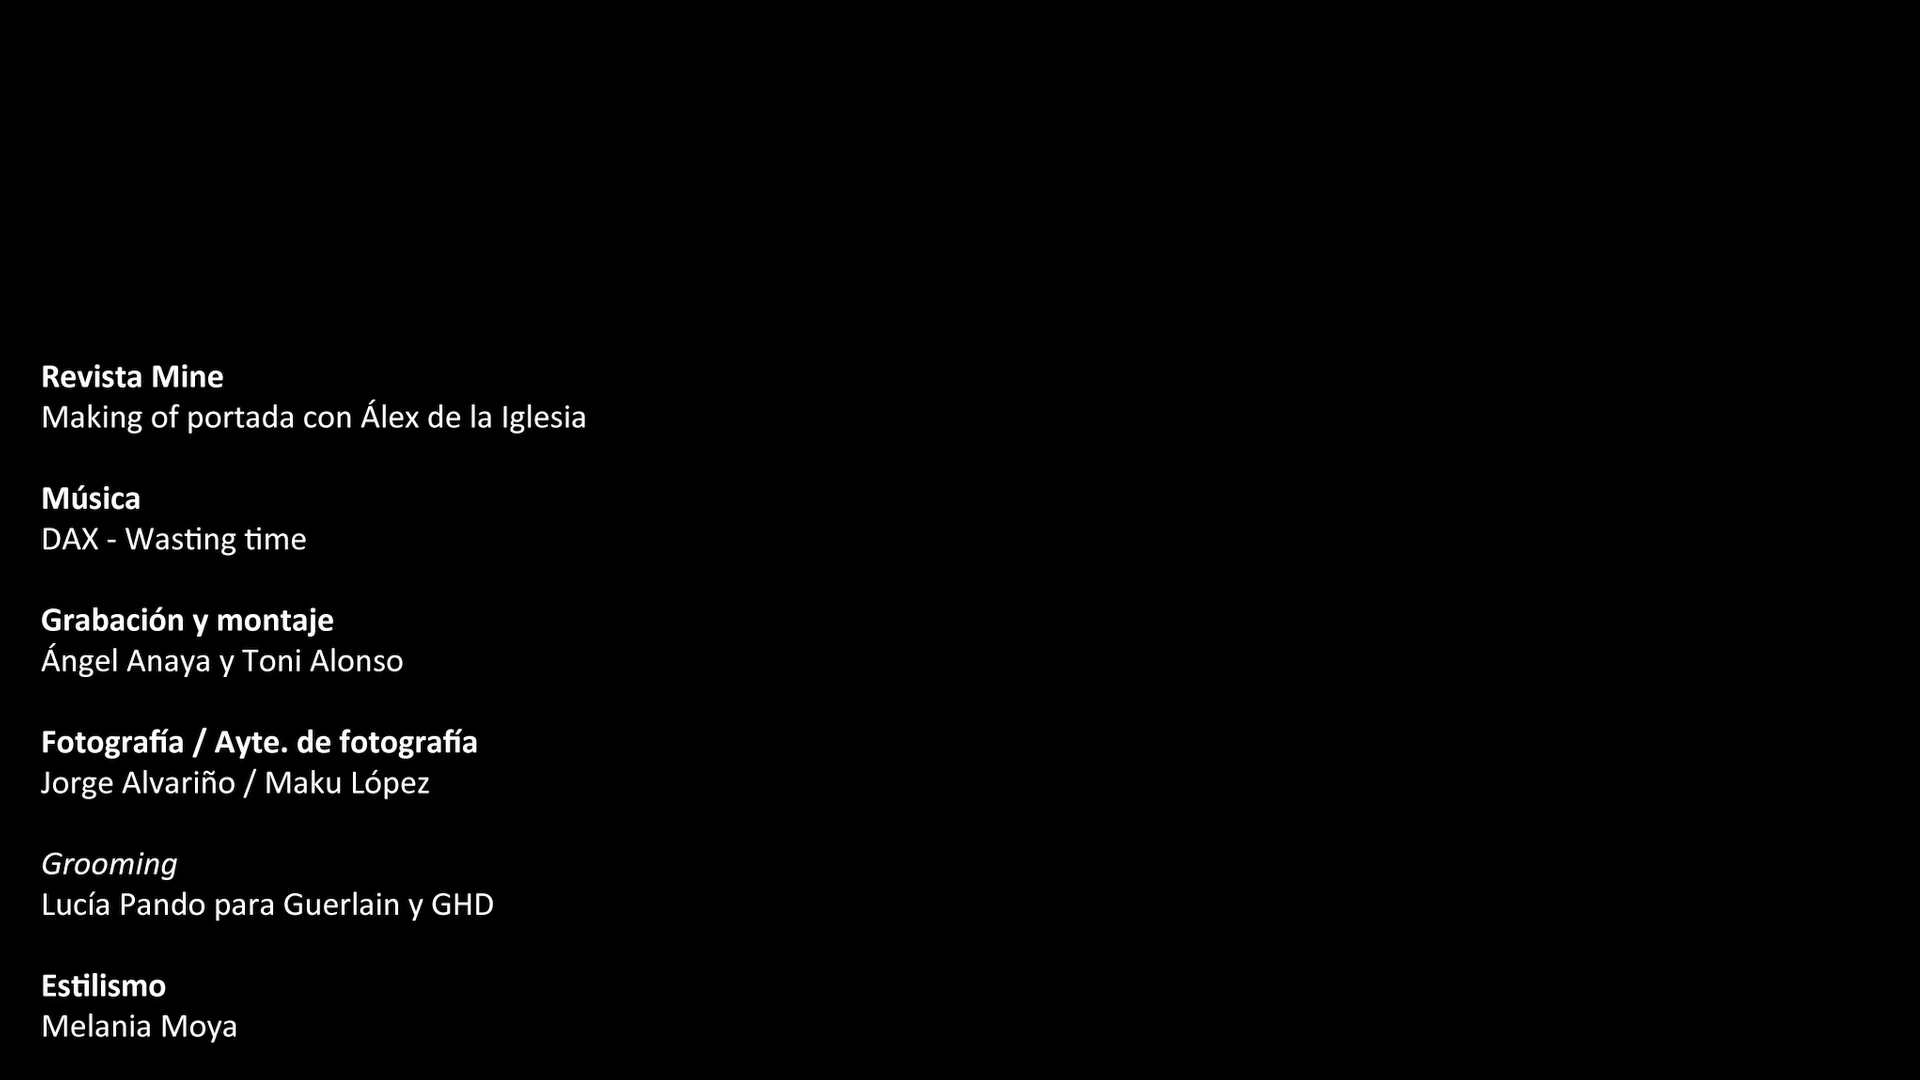 Revista Mine
Making of portada con Álex de la Iglesia
Música
DAX - Wasting time
Grabación y montaje
Ángel Anaya y Toni Alonso
Fotografía / Ayte. de fotografía
Jorge Alvariño / Maku López
Grooming
Lucía Pando para Guerlain y GHD
Estilismo
Melania Moya